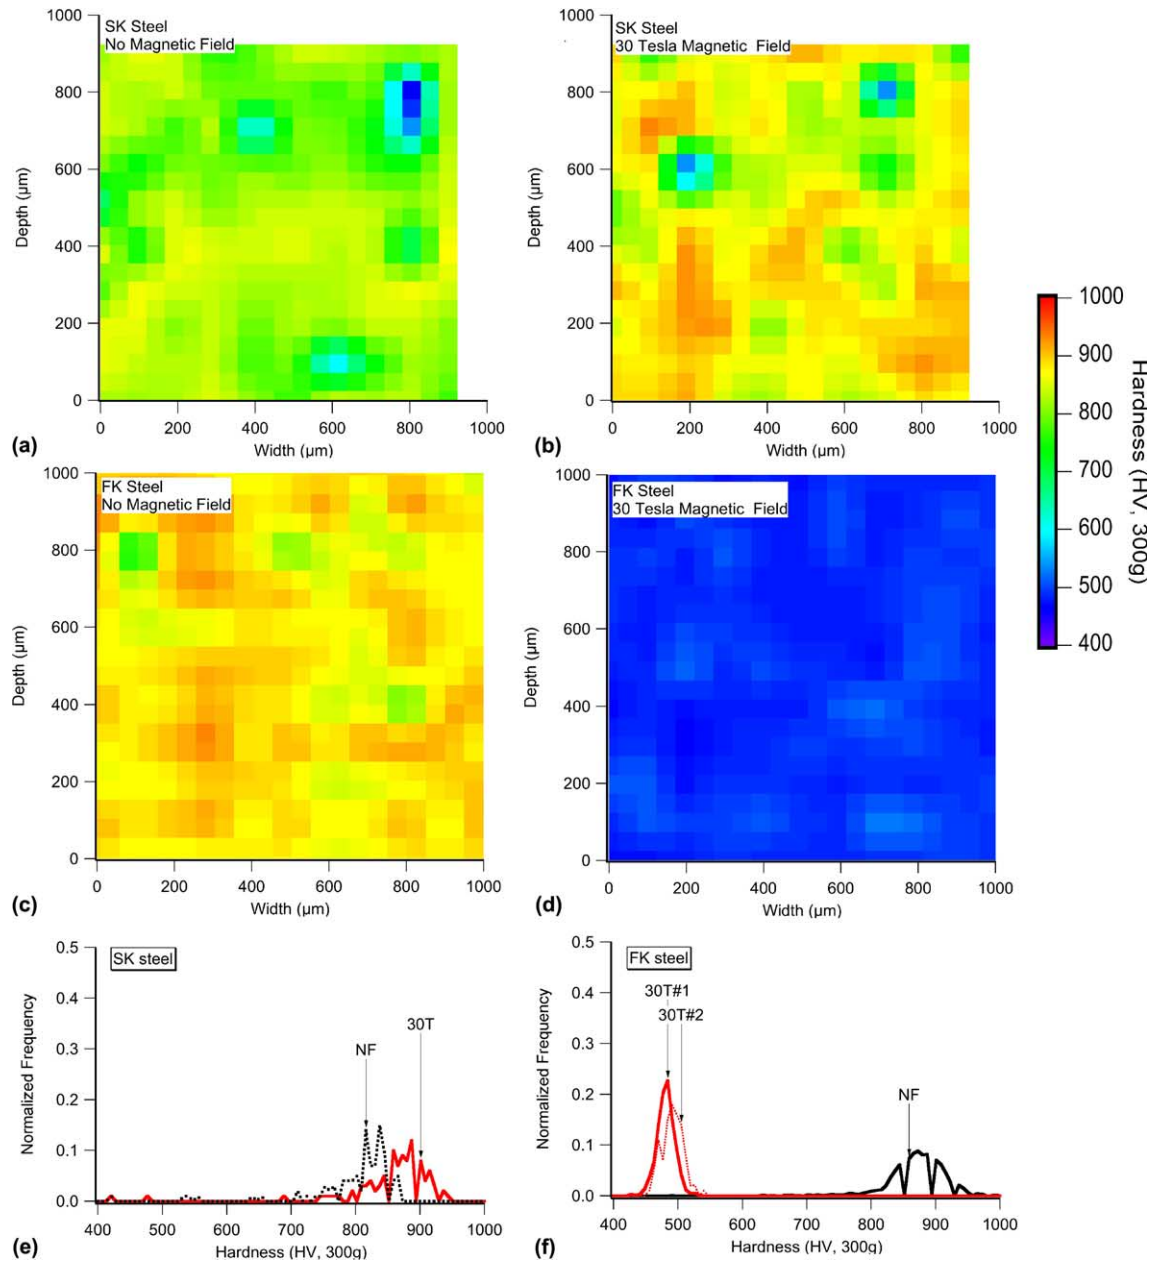 SK Steel
No Magnetic Field
1000
800
600
400
200
0
Depth (µm)
0 200 400 600 800 1000
Width (µm)
(a)
SK Steel
30 Tesla Magnetic Field
1000
800
600
400
200
0
Depth (µm)
0 200 400 600 800 1000
Width (µm)
(b)
1000
900
800
700
600
500
400
Hardness (HV, 300g)
FK Steel
No Magnetic Field
1000
800
600
400
200
0
Depth (µm)
0 200 400 600 800 1000
Width (µm)
(c)
FK Steel
30 Tesla Magnetic Field
1000
800
600
400
200
0
Depth (µm)
0 200 400 600 800 1000
Width (µm)
(d)
SK steel
0.5
0.4
0.3
0.2
0.1
0.0
Normalized Frequency
NF
30T
400 500 600 700 800 900 1000
Hardness (HV, 300g)
(e)
FK steel
0.5
0.4
0.3
0.2
0.1
0.0
Normalized Frequency
30T#1
30T#2
NF
400 500 600 700 800 900 1000
Hardness (HV, 300g)
(f)